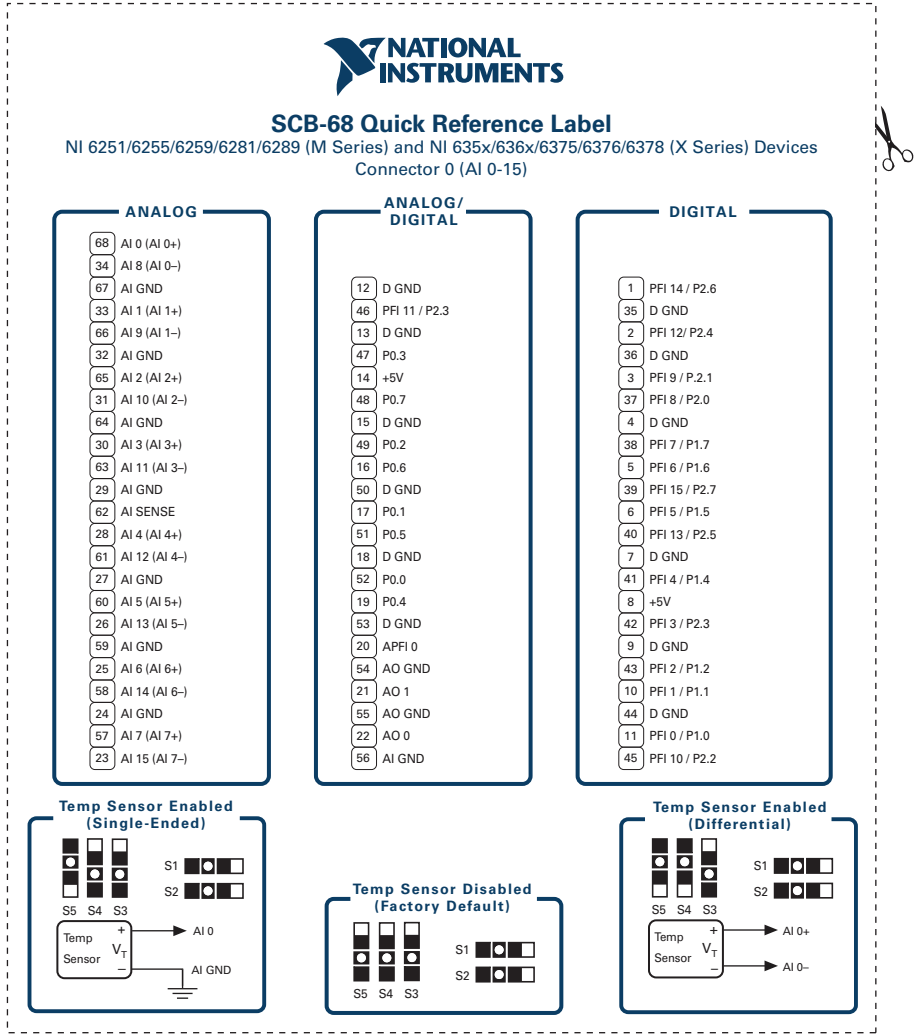 NATIONAL
INSTRUMENTS
SCB-68 Quick Reference Label
NI 6251/6255/6259/6281/6289 (M Series) and NI 635x/636x/6375/6376/6378 (X Series) Devices
Connector 0 (AI 0-15)
ANALOG
68 AI 0 (AI 0+)
34 AI 8 (AI 0–)
67 AI GND
33 AI 1 (AI 1+)
66 AI 9 (AI 1–)
32 AI GND
65 AI 2 (AI 2+)
31 AI 10 (AI 2–)
64 AI GND
30 AI 3 (AI 3+)
63 AI 11 (AI 3–)
29 AI GND
62 AI SENSE
28 AI 4 (AI 4+)
61 AI 12 (AI 4–)
27 AI GND
60 AI 5 (AI 5+)
26 AI 13 (AI 5–)
59 AI GND
25 AI 6 (AI 6+)
58 AI 14 (AI 6–)
24 AI GND
57 AI 7 (AI 7+)
23 AI 15 (AI 7–)
ANALOG/
DIGITAL
12 D GND
46 PFI 11 / P2.3
13 D GND
47 P0.3
14 +5V
48 P0.7
15 D GND
49 P0.2
16 P0.6
50 D GND
17 P0.1
51 P0.5
18 D GND
52 P0.0
19 P0.4
53 D GND
20 APFI 0
54 AO GND
21 AO 1
55 AO GND
22 AO 0
56 AI GND
DIGITAL
1 PFI 14 / P2.6
35 D GND
2 PFI 12/ P2.4
36 D GND
3 PFI 9 / P.2.1
37 PFI 8 / P2.0
4 D GND
38 PFI 7 / P1.7
5 PFI 6 / P1.6
39 PFI 15 / P2.7
6 PFI 5 / P1.5
40 PFI 13 / P2.5
7 D GND
41 PFI 4 / P1.4
8 +5V
42 PFI 3 / P2.3
9 D GND
43 PFI 2 / P1.2
10 PFI 1 / P1.1
44 D GND
11 PFI 0 / P1.0
45 PFI 10 / P2.2
Temp Sensor Enabled
(Single-Ended)
S1
S2
S5 S4 S3
Temp
Sensor
+
VT
–
AI 0
AI GND
Temp Sensor Disabled
(Factory Default)
S1
S2
S5 S4 S3
Temp Sensor Enabled
(Differential)
S1
S2
S5 S4 S3
Temp
Sensor
+
VT
–
AI 0+
AI 0–